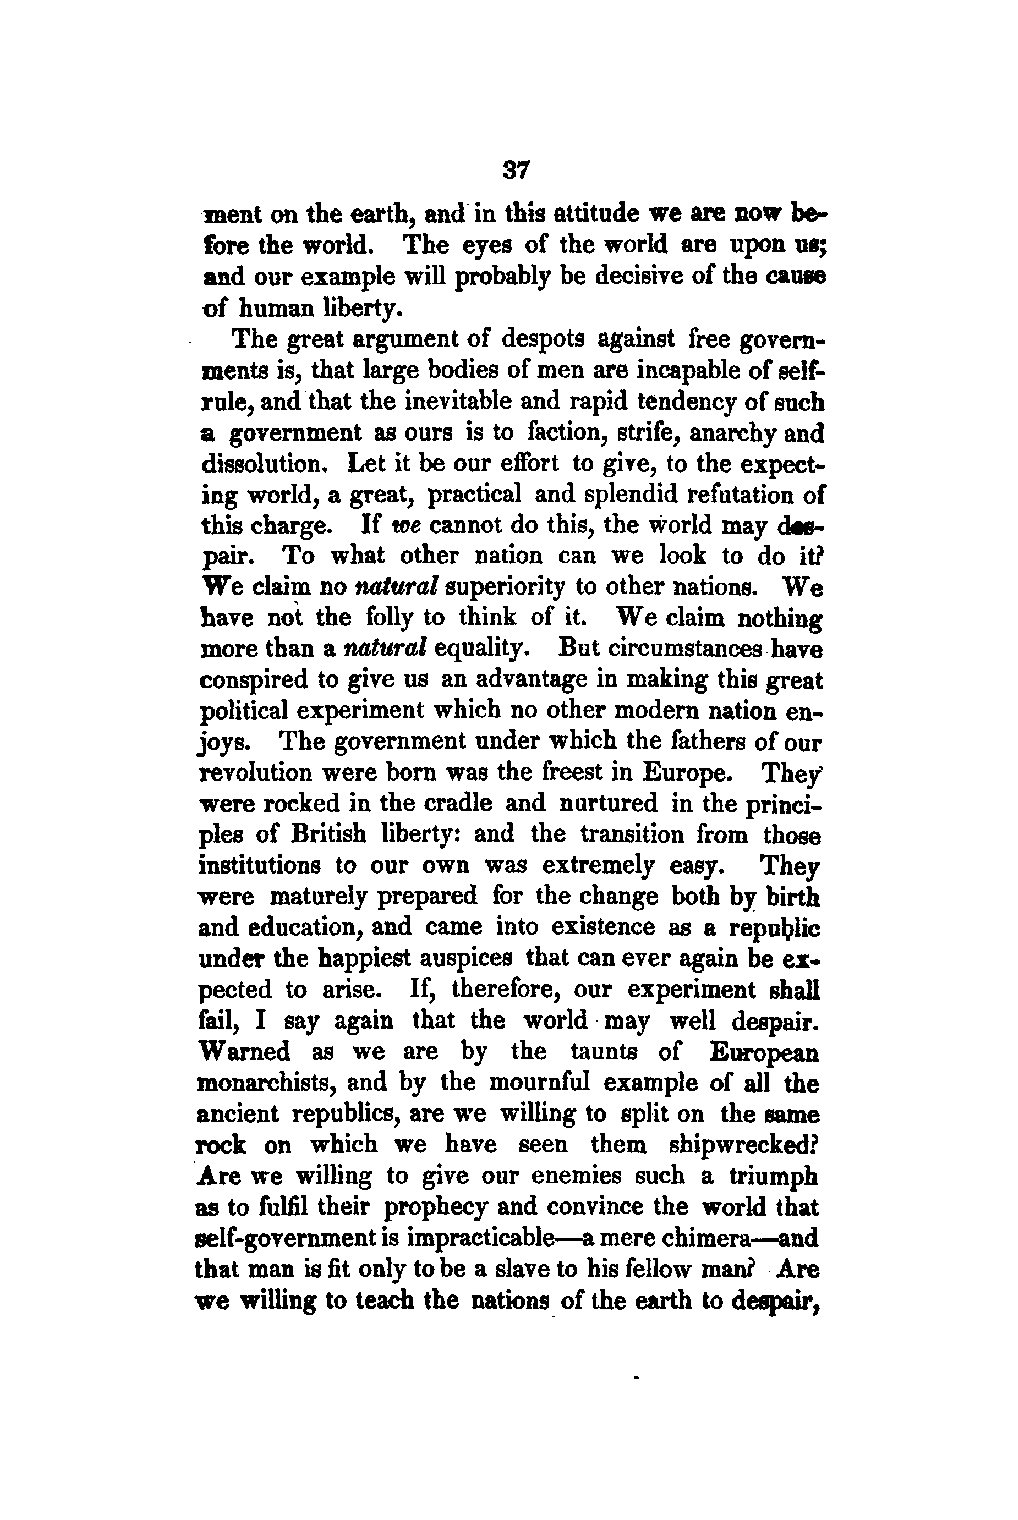 37
ment on the earth, and in this attitude we are now be-
fore the world. The eyes of the world are upon us;
and our example will probably be decisive of the cause
of human liberty.
The great argument of despots against free govern-
ments is, that large bodies of men are incapable of self-
rule, and that the inevitable and rapid tendency of such
a government as ours is to faction, strife, anarchy and
dissolution. Let it be our effort to give, to the expect-
ing world, a great, practical and splendid refutation of
this charge. If we cannot do this, the world may des-
pair. To what other nation can we look to do it?
We claim no natural superiority to other nations. We
have not the folly to think of it. We claim nothing
more than a natural equality. But circumstances have
conspired to give us an advantage in making this great
political experiment which no other modern nation en-
joys. The government under which the fathers of our
revolution were born was the freest in Europe. They
were rocked in the cradle and nurtured in the princi-
ples of British liberty: and the transition from those
institutions to our own was extremely easy. They
were maturely prepared for the change both by birth
and education, and came into existence as a republic
under the happiest auspices that can ever again be ex-
pected to arise. If, therefore, our experiment shall
fail, I say again that the world may well despair.
Warned as we are by the taunts of European
monarchists, and by the mournful example of all the
ancient republics, are we willing to split on the same
rock on which we have seen them shipwrecked?
Are we willing to give our enemies such a triumph
as to fulfil their prophecy and convince the world that
self-government is impracticable—a mere chimera—and
that man is fit only to be a slave to his fellow man? Are
we willing to teach the nations of the earth to despair,